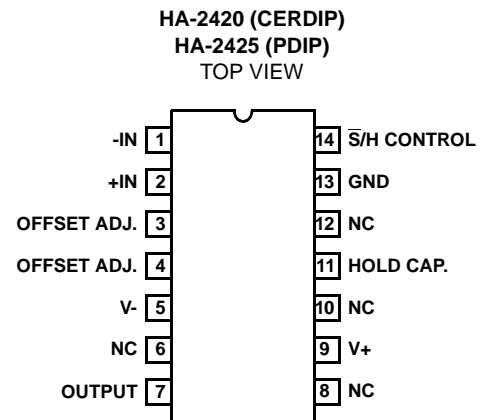 HA-2420 (CERDIP)
HA-2425 (PDIP)
TOP VIEW
-IN 1
+IN 2
OFFSET ADJ. 3
OFFSET ADJ. 4
V- 5
NC 6
OUTPUT 7
14 S̅/H CONTROL
13 GND
12 NC
11 HOLD CAP.
10 NC
9 V+
8 NC